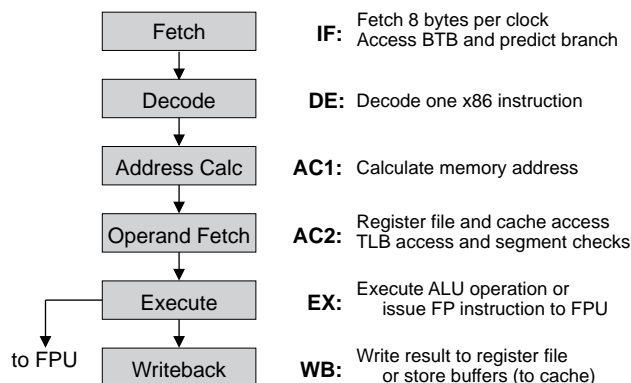 Fetch
IF: Fetch 8 bytes per clock
Access BTB and predict branch
Decode
DE: Decode one x86 instruction
Address Calc
AC1: Calculate memory address
Operand Fetch
AC2: Register file and cache access
TLB access and segment checks
Execute
EX: Execute ALU operation or
issue FP instruction to FPU
to FPU
Writeback
WB: Write result to register file
or store buffers (to cache)